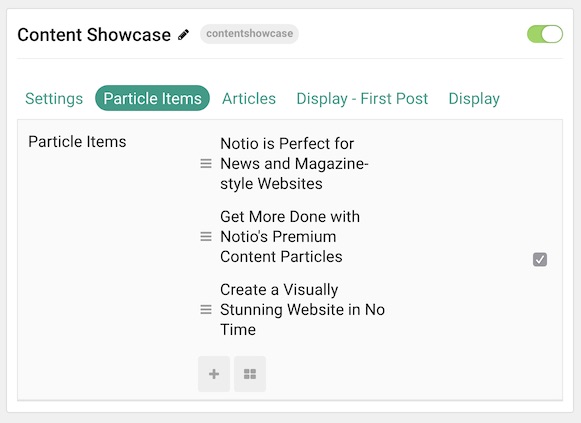 Content Showcase
contentshowcase
Settings
Particle Items
Articles
Display - First Post
Display
Particle Items
Notio is Perfect for
News and Magazine-
style Websites
Get More Done with
Notio's Premium
Content Particles
Create a Visually
Stunning Website in No
Time